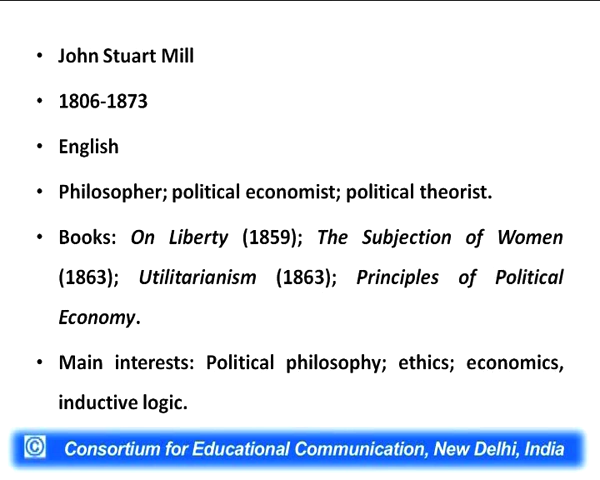 • John Stuart Mill
• 1806-1873
• English
• Philosopher; political economist; political theorist.
• Books: On Liberty (1859); The Subjection of Women
(1863); Utilitarianism (1863); Principles of Political
Economy.
• Main interests: Political philosophy; ethics; economics,
inductive logic.
© Consortium for Educational Communication, New Delhi, India